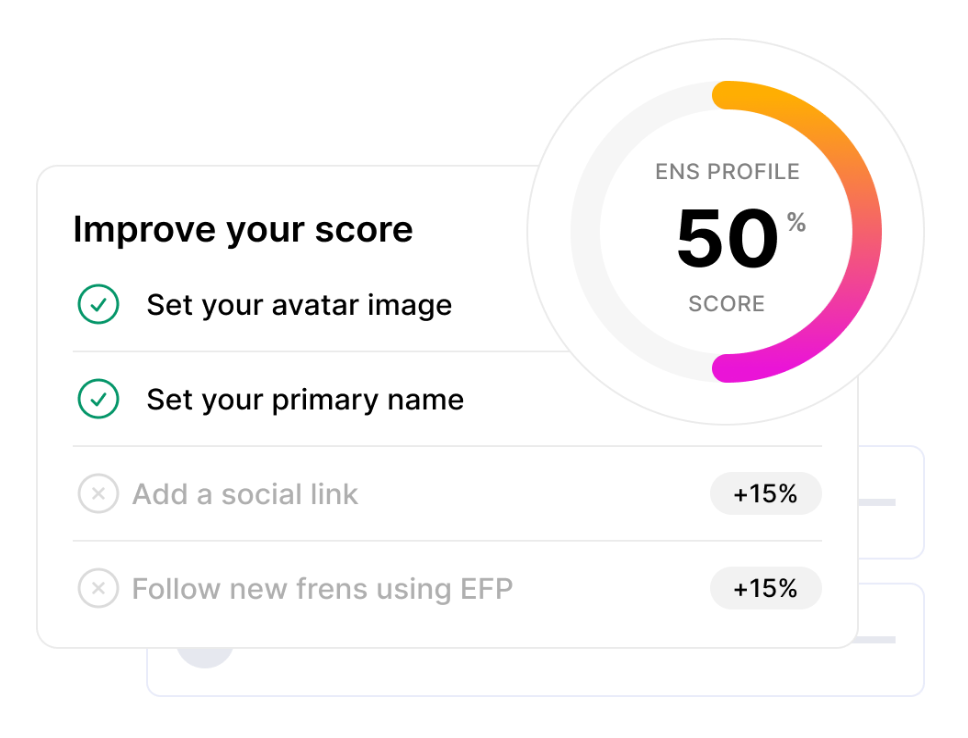 ENS PROFILE
50%
SCORE
Improve your score
Set your avatar image
Set your primary name
Add a social link
+15%
Follow new frens using EFP
+15%